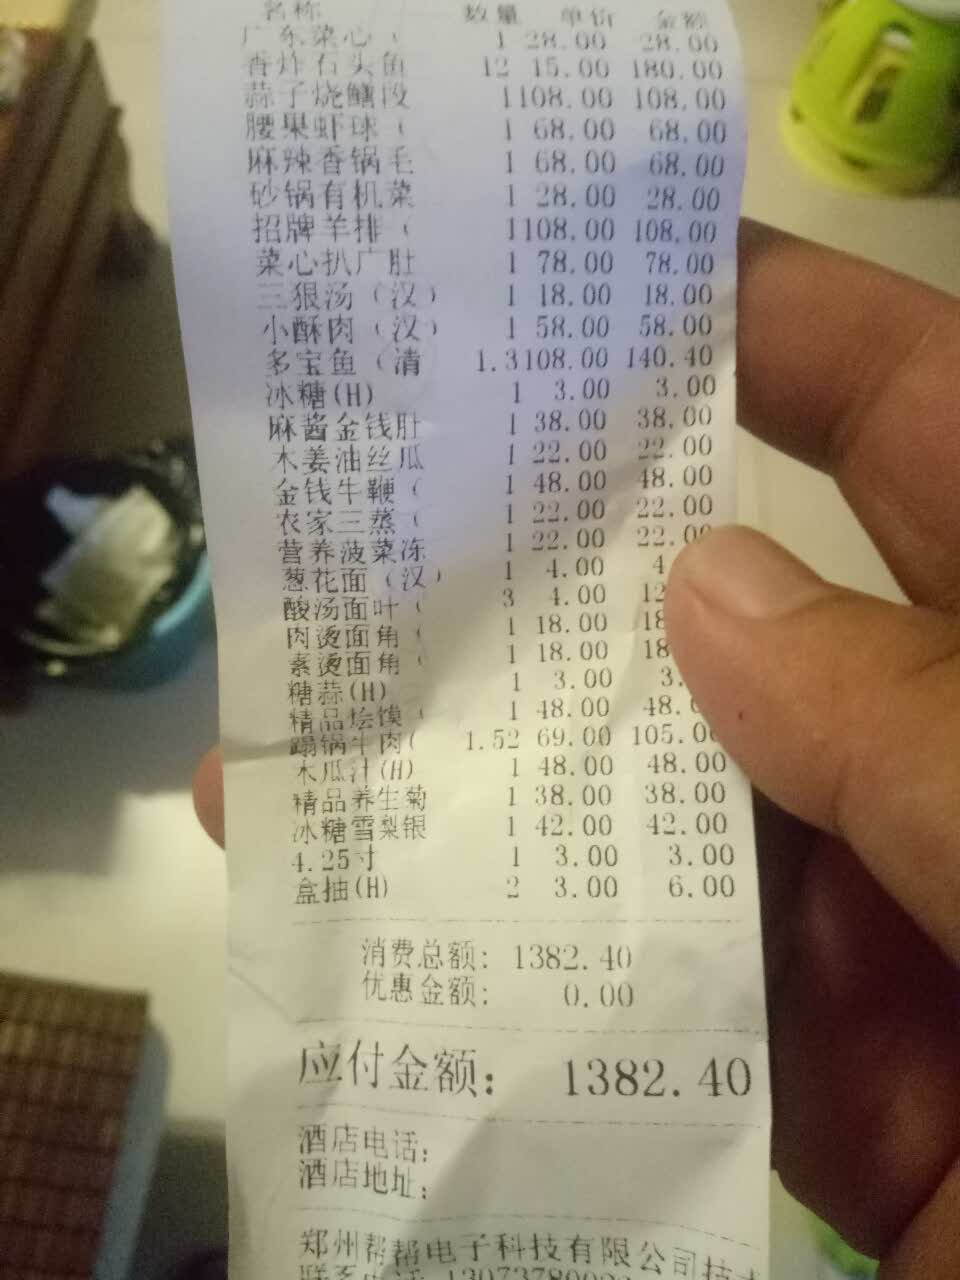 名称 数量 单价 金额
广东菜心( 1 28.00 28.00
香炸石头鱼 12 15.00 180.00
蒜子烧鳝段 1108.00 108.00
腰果虾球( 1 68.00 68.00
麻辣香锅毛 1 68.00 68.00
砂锅有机菜 1 28.00 28.00
招牌羊排( 1108.00 108.00
菜心扒广肚 1 78.00 78.00
三狠汤(汉) 1 18.00 18.00
小酥肉(汉) 1 58.00 58.00
多宝鱼(清 1.3108.00 140.40
冰糖(H) 1 3.00 3.00
麻酱金钱肚 1 38.00 38.00
木姜油丝瓜 1 22.00 22.00
金钱牛鞭( 1 48.00 48.00
农家三蒸( 1 22.00 22.00
营养菠菜冻 1 22.00 22.00
葱花面(汉) 1 4.00 4
酸汤面叶( 3 4.00 12
肉烫面角( 1 18.00 18
素烫面角( 1 18.00 18
糖蒜(H) 1 3.00 3.
精品烩馍( 1 48.00 48.
蹋锅牛肉( 1.52 69.00 105.0
木瓜汁(H) 1 48.00 48.00
精品养生菊 1 38.00 38.00
冰糖雪梨银 1 42.00 42.00
4.25寸 1 3.00 3.00
盒抽(H) 2 3.00 6.00
消费总额: 1382.40
优惠金额: 0.00
应付金额: 1382.40
酒店电话:
酒店地址:
郑州帮帮电子科技有限公司技